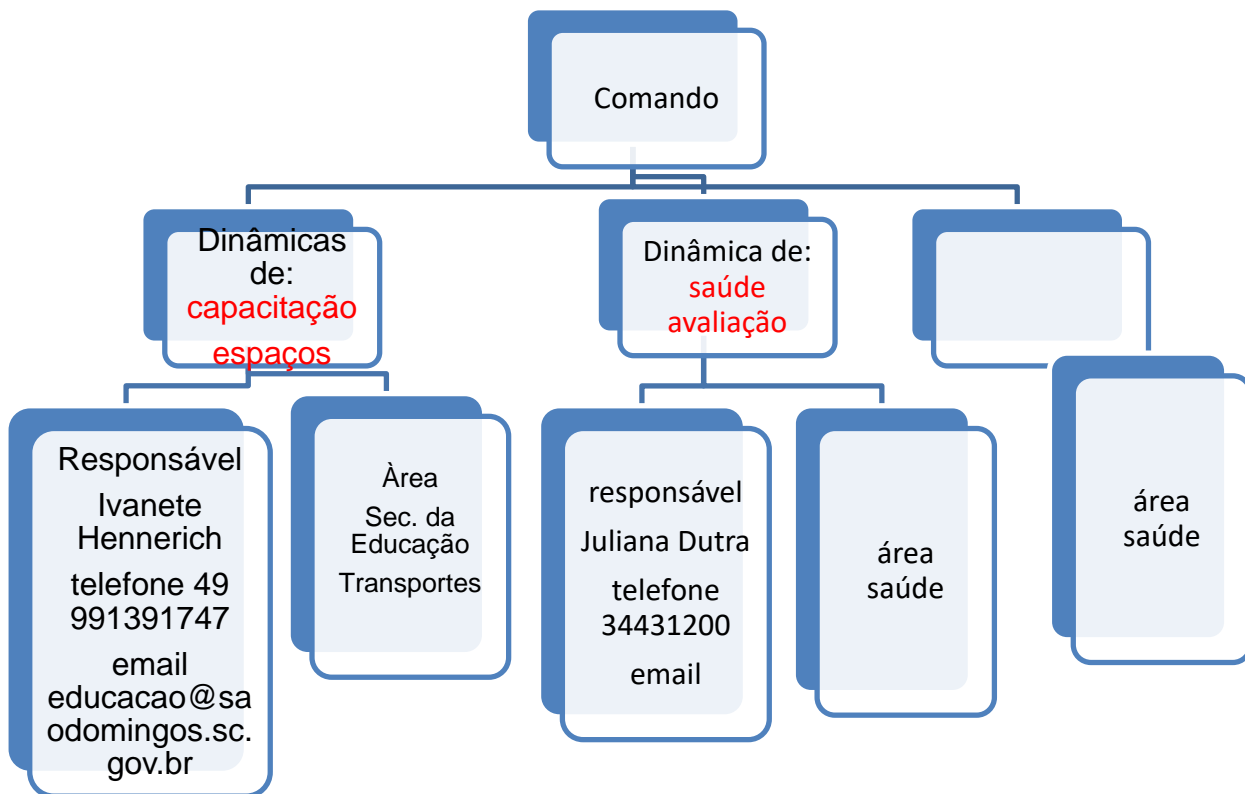 Comando
Dinâmicas
de:
capacitação
espaços
Dinâmica de:
saúde
avaliação
Responsável
Ivanete
Hennerich
telefone 49
991391747
email
educacao@sa
odomingos.sc.
gov.br
Àrea
Sec. da
Educação
Transportes
responsável
Juliana Dutra
telefone
34431200
email
área
saúde
área
saúde